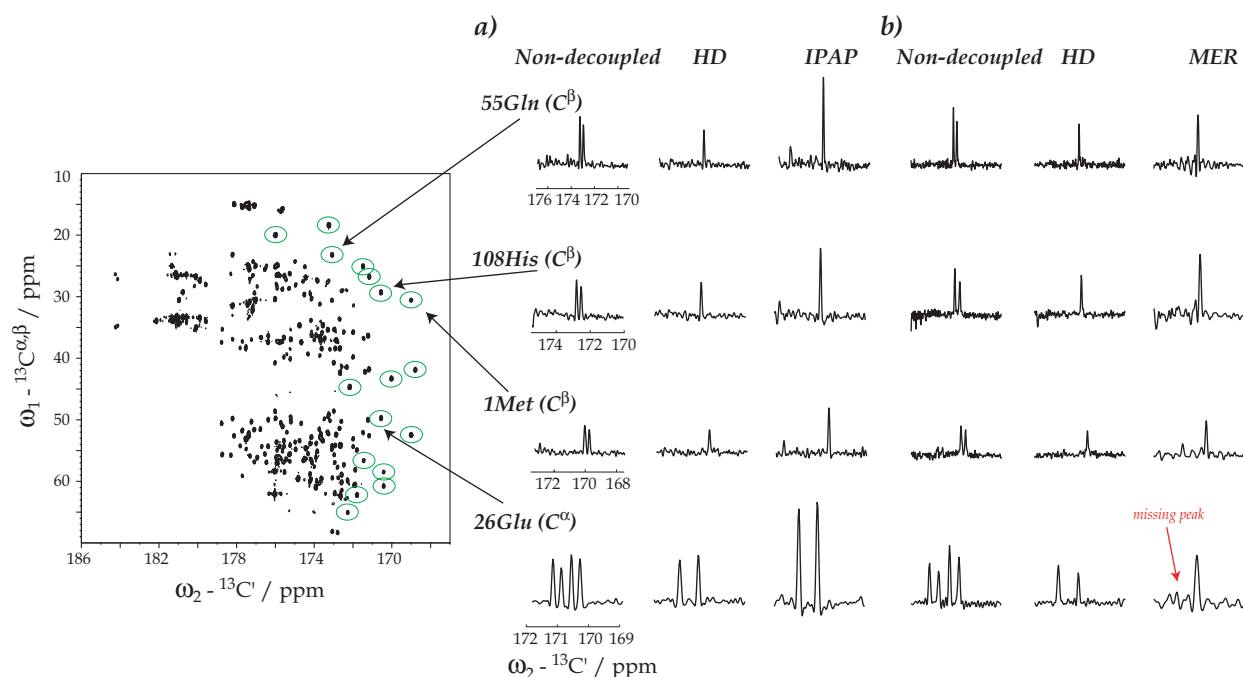 a)
b)
Non-decoupled
HD
IPAP
Non-decoupled
HD
MER
55Gln (Cβ)
176 174 172 170
108His (Cβ)
174 172 170
1Met (Cβ)
172 170 168
26Glu (Cα)
missing peak
172 171 170 169
ω2 - 13C' / ppm
10
20
30
40
50
60
ω1 - 13Cα,β / ppm
186 182 178 174 170
ω2 - 13C' / ppm